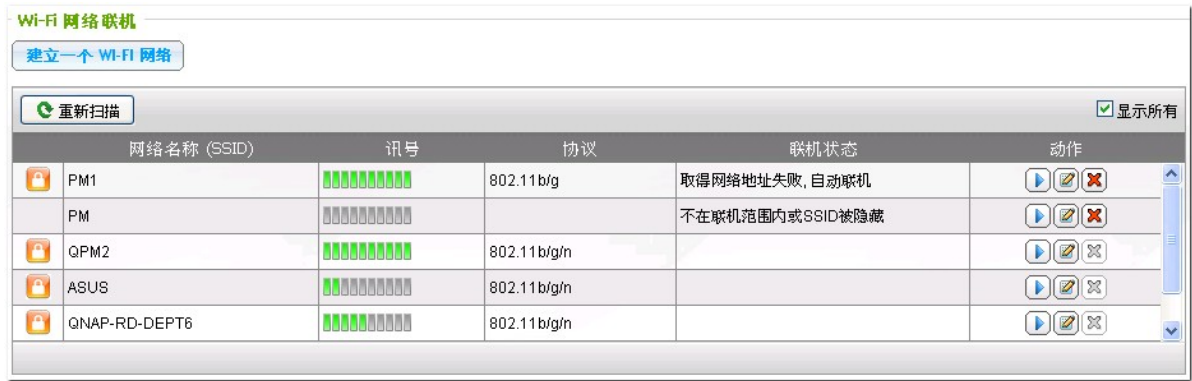 Wi-Fi 网络联机
建立一个 WI-FI 网络
重新扫描 显示所有
网络名称 (SSID) 讯号 协议 联机状态 动作
PM1 802.11b/g 取得网络地址失败, 自动联机
PM 不在联机范围内或SSID被隐藏
QPM2 802.11b/g/n
ASUS 802.11b/g/n
QNAP-RD-DEPT6 802.11b/g/n